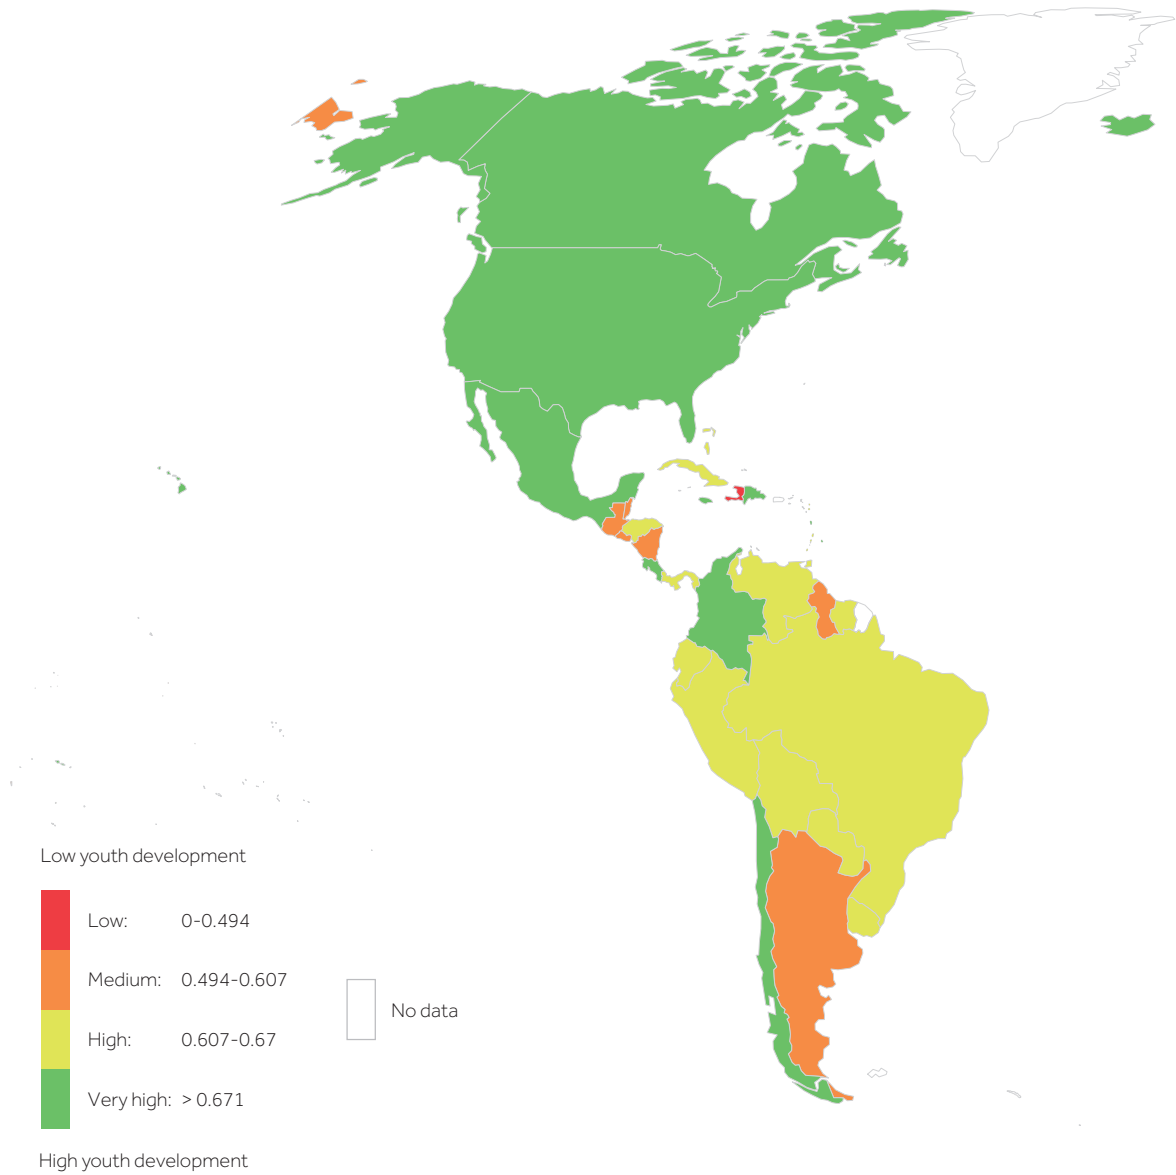 Low youth development
Low: 0-0.494
Medium: 0.494-0.607
High: 0.607-0.67
Very high: > 0.671
No data
High youth development